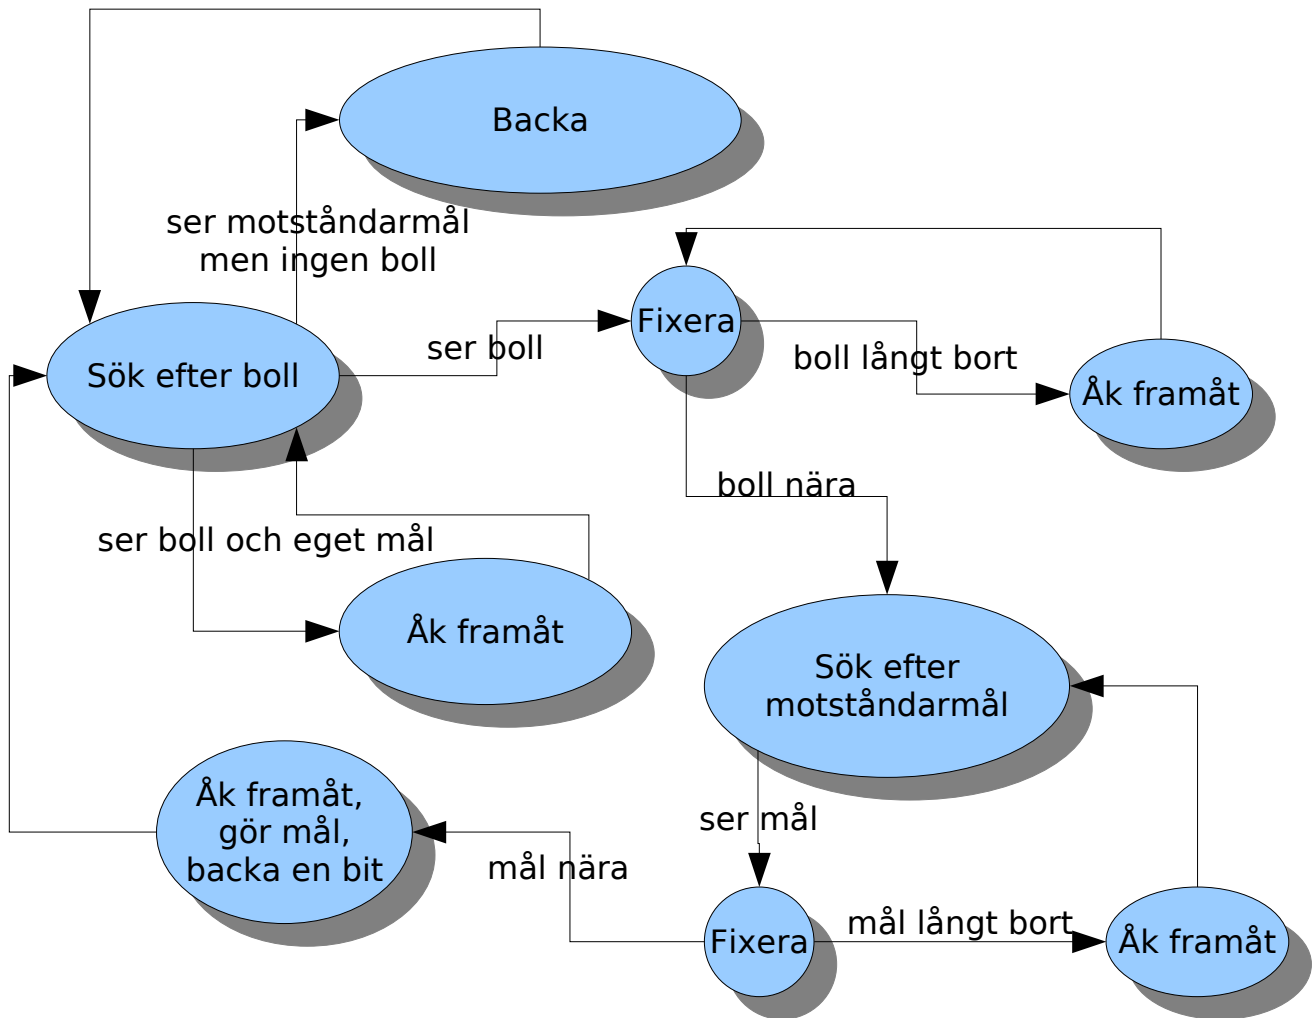 Backa
ser motståndarmål
men ingen boll
Fixera
ser boll
boll långt bort
Sök efter boll
Åk framåt
boll nära
ser boll och eget mål
Åk framåt
Sök efter
motståndarmål
Åk framåt,
gör mål,
backa en bit
ser mål
mål nära
mål långt bort
Fixera
Åk framåt